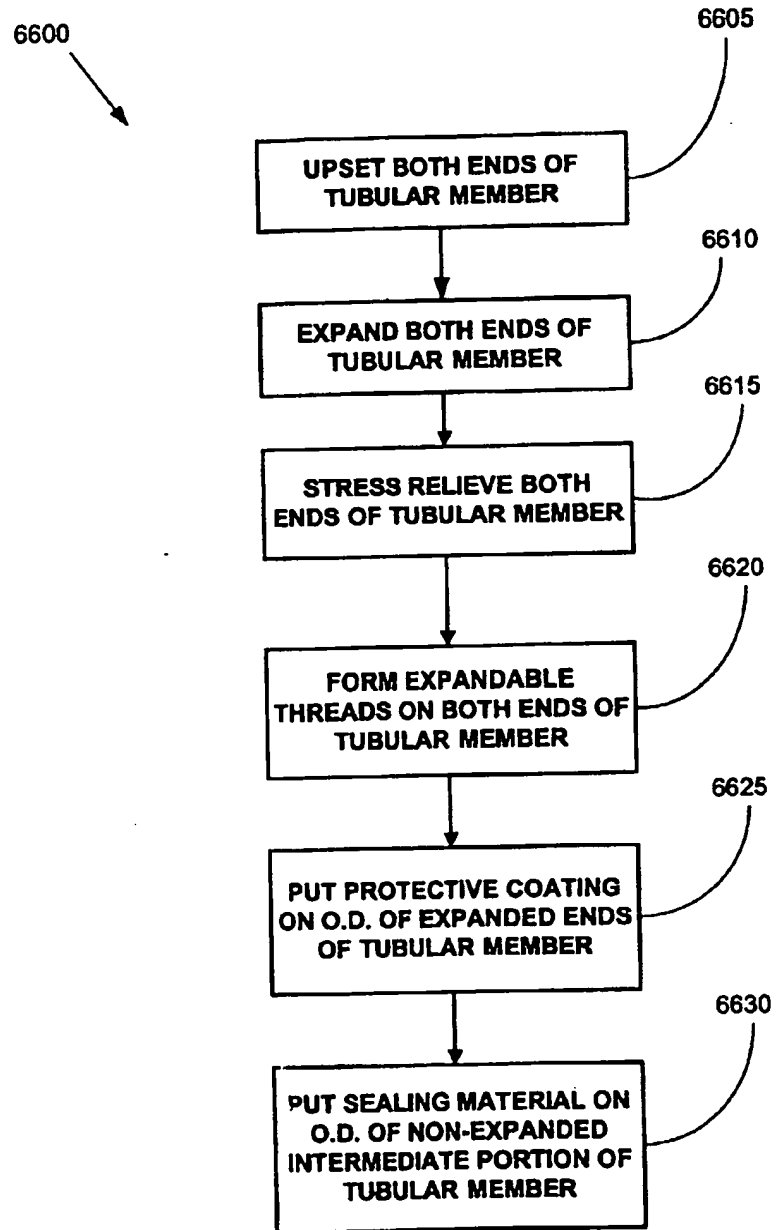 6600
6605
UPSET BOTH ENDS OF
TUBULAR MEMBER
6610
EXPAND BOTH ENDS OF
TUBULAR MEMBER
6615
STRESS RELIEVE BOTH
ENDS OF TUBULAR MEMBER
6620
FORM EXPANDABLE
THREADS ON BOTH ENDS OF
TUBULAR MEMBER
6625
PUT PROTECTIVE COATING
ON O.D. OF EXPANDED ENDS
OF TUBULAR MEMBER
6630
PUT SEALING MATERIAL ON
O.D. OF NON-EXPANDED
INTERMEDIATE PORTION OF
TUBULAR MEMBER